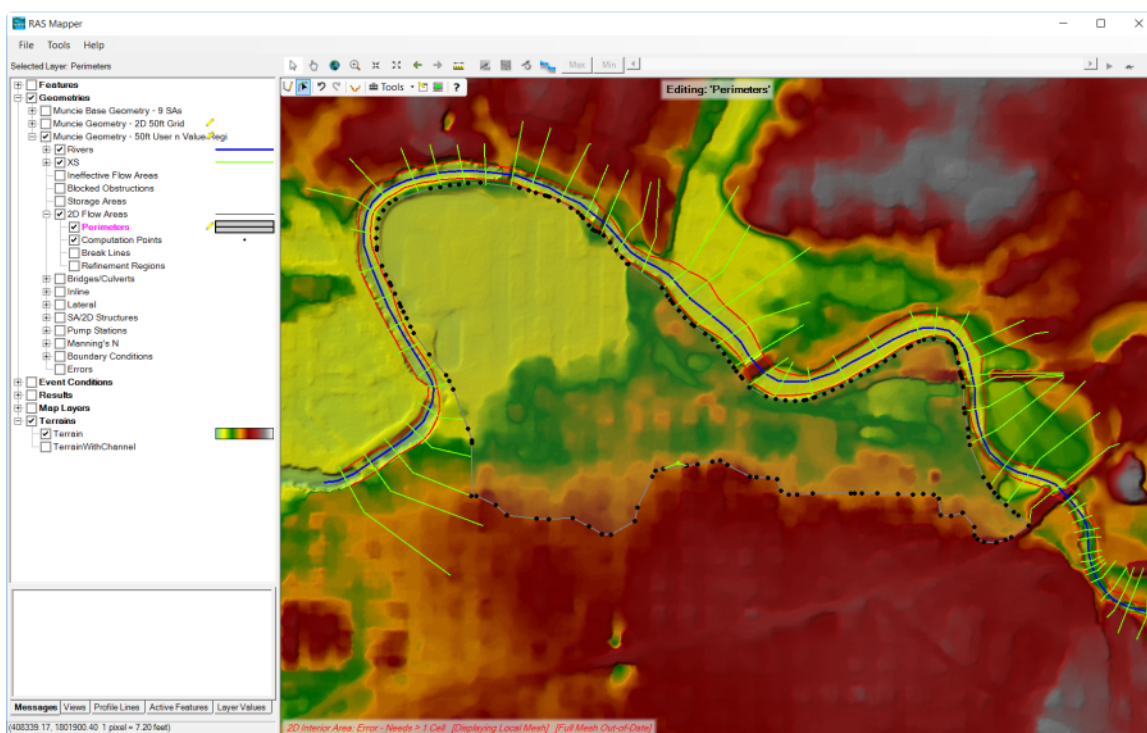 RAS Mapper
File Tools Help
Selected Layer: Perimeters
Max Min
Features
Geometries
Muncie Base Geometry - 9 SAs
Muncie Geometry - 2D 50ft Grid
Muncie Geometry - 50ft User n Value Regi
Rivers
XS
Ineffective Flow Areas
Blocked Obstructions
Storage Areas
2D Flow Areas
Perimeters
Computation Points
Break Lines
Refinement Regions
Bridges/Culverts
Inline
Lateral
SA/2D Structures
Pump Stations
Manning's N
Boundary Conditions
Errors
Event Conditions
Results
Map Layers
Terrains
Terrain
TerrainWithChannel
Tools ?
Editing: 'Perimeters'
Messages Views Profile Lines Active Features Layer Values
(408339.17, 1801900.40 1 pixel = 7.20 feet)
2D Interior Area: Error - Needs > 1 Cell [Displaying Local Mesh] [Full Mesh Out-of-Date]